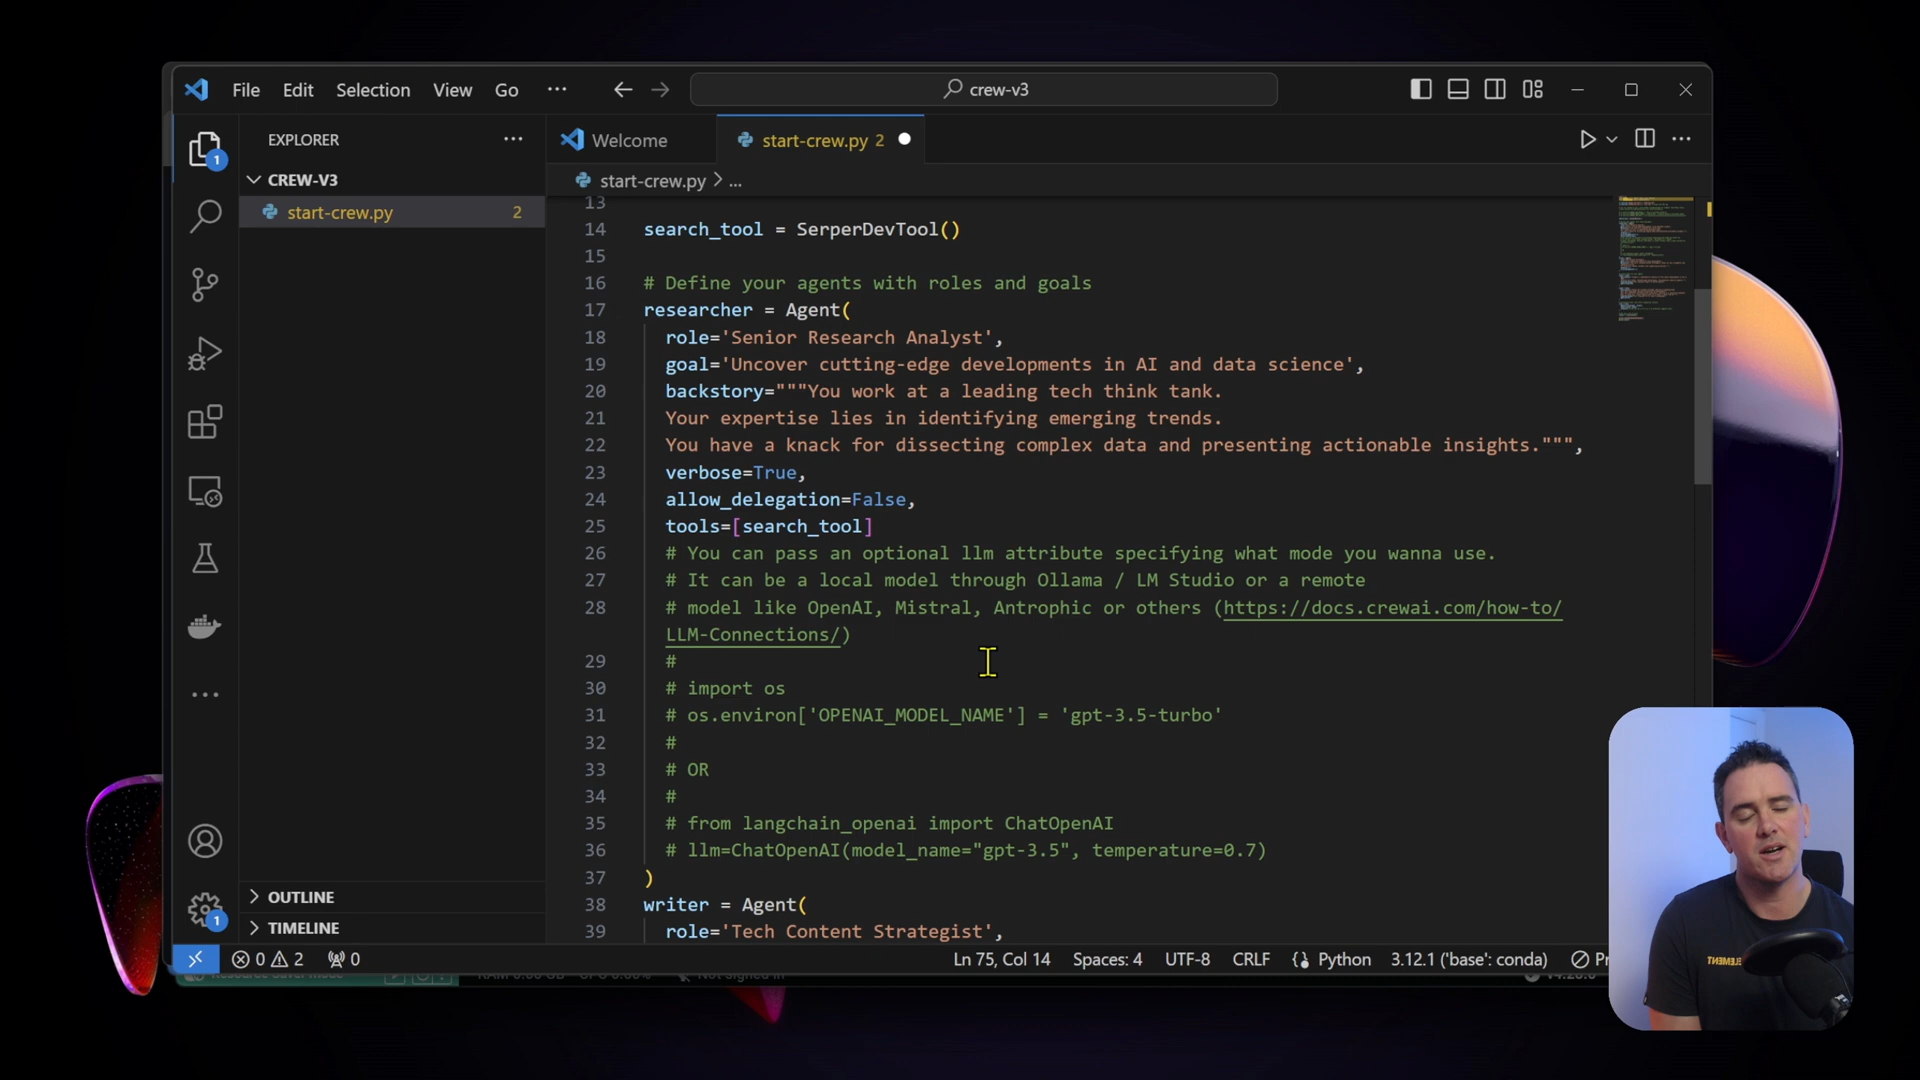 File Edit Selection View Go ··· crew-v3
EXPLORER ···
Welcome
start-crew.py 2
CREW-V3
start-crew.py > ...
start-crew.py 2
1
13
14 search_tool = SerperDevTool()
15
16 # Define your agents with roles and goals
17 researcher = Agent(
18 role='Senior Research Analyst',
19 goal='Uncover cutting-edge developments in AI and data science',
20 backstory="""You work at a leading tech think tank.
21 Your expertise lies in identifying emerging trends.
22 You have a knack for dissecting complex data and presenting actionable insights.""",
23 verbose=True,
24 allow_delegation=False,
25 tools=[search_tool]
26 # You can pass an optional llm attribute specifying what mode you wanna use.
27 # It can be a local model through Ollama / LM Studio or a remote
28 # model like OpenAI, Mistral, Antrophic or others (https://docs.crewai.com/how-to/
LLM-Connections/)
29 #
30 # import os
31 # os.environ['OPENAI_MODEL_NAME'] = 'gpt-3.5-turbo'
32 #
33 # OR
34 #
35 # from langchain_openai import ChatOpenAI
36 # llm=ChatOpenAI(model_name="gpt-3.5", temperature=0.7)
37 )
38 writer = Agent(
39 role='Tech Content Strategist',
OUTLINE
TIMELINE
1
0 2 0 Ln 75, Col 14 Spaces: 4 UTF-8 CRLF Python 3.12.1 ('base': conda)
Not signed in
ELEMENT